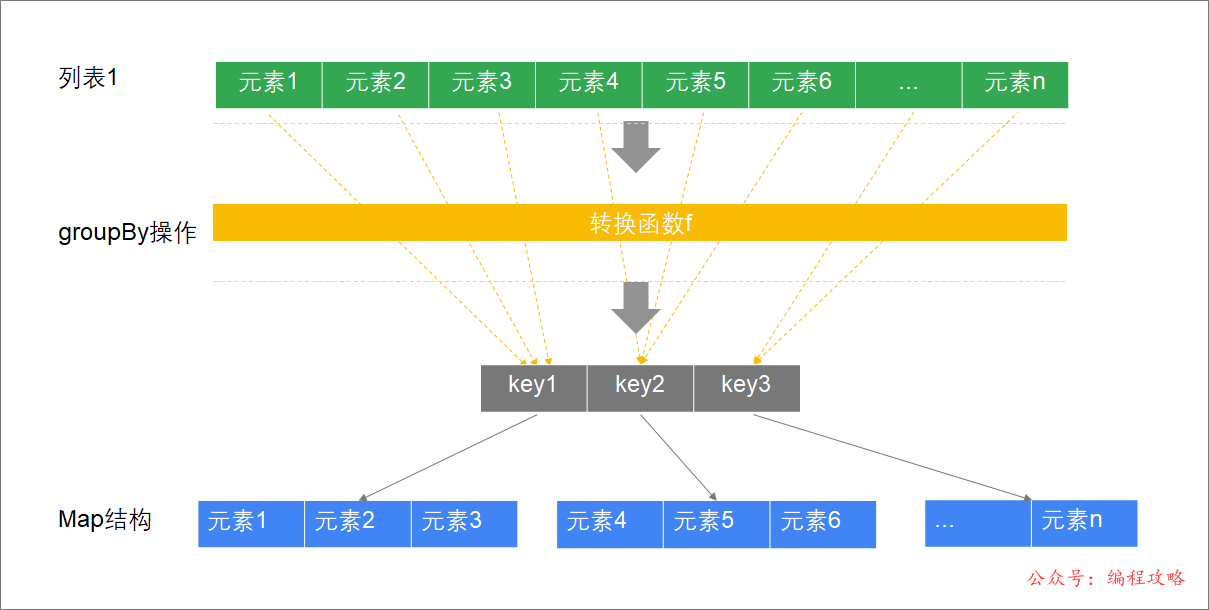 列表1
元素1 元素2 元素3 元素4 元素5 元素6 ... 元素n
groupBy操作
转换函数f
key1 key2 key3
Map结构
元素1 元素2 元素3 元素4 元素5 元素6 ... 元素n
公众号：编程攻略